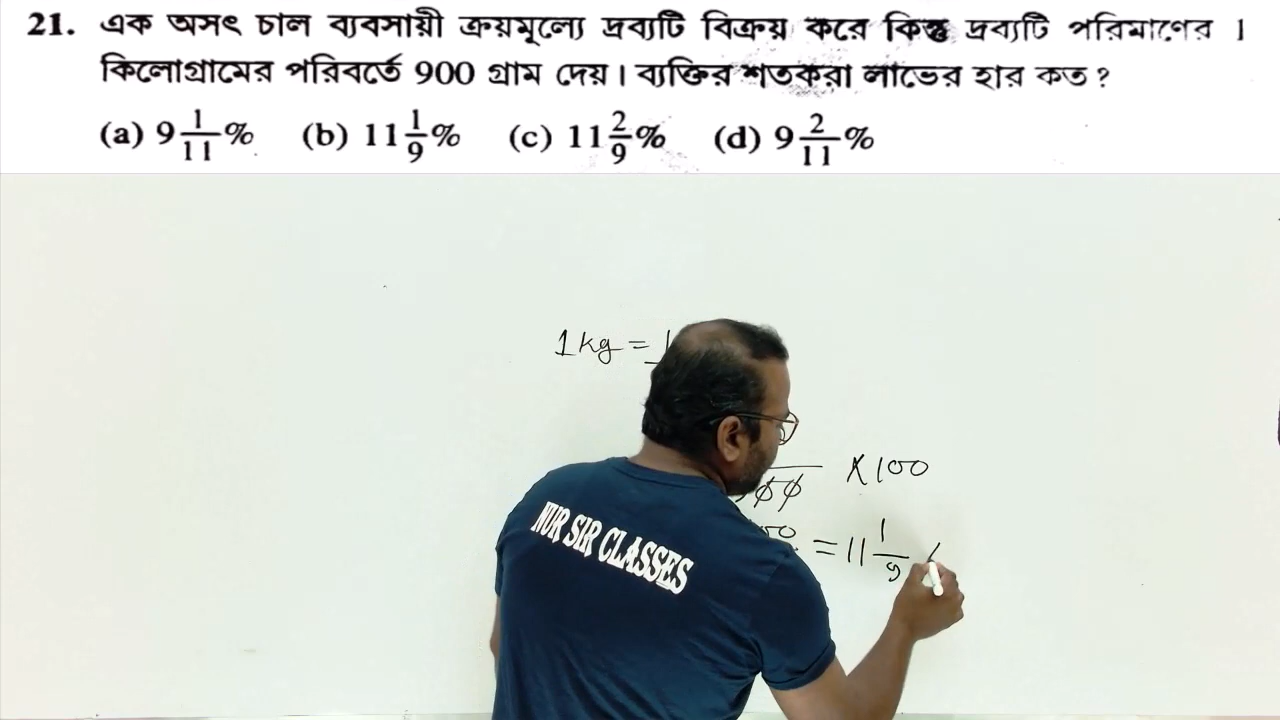 21. এক অসৎ চাল ব্যবসায়ী ক্রয়মূল্যে দ্রব্যটি বিক্রয় করে কিন্তু দ্রব্যটি পরিমাণের 1
কিলোগ্রামের পরিবর্তে 900 গ্রাম দেয়। ব্যক্তির শতকরা লাভের হার কত?
(a) 9 1/11% (b) 11 1/9% (c) 11 2/9% (d) 9 2/11%
1kg = 1
× 100
= 11 1/9
NUR SIR CLASSES